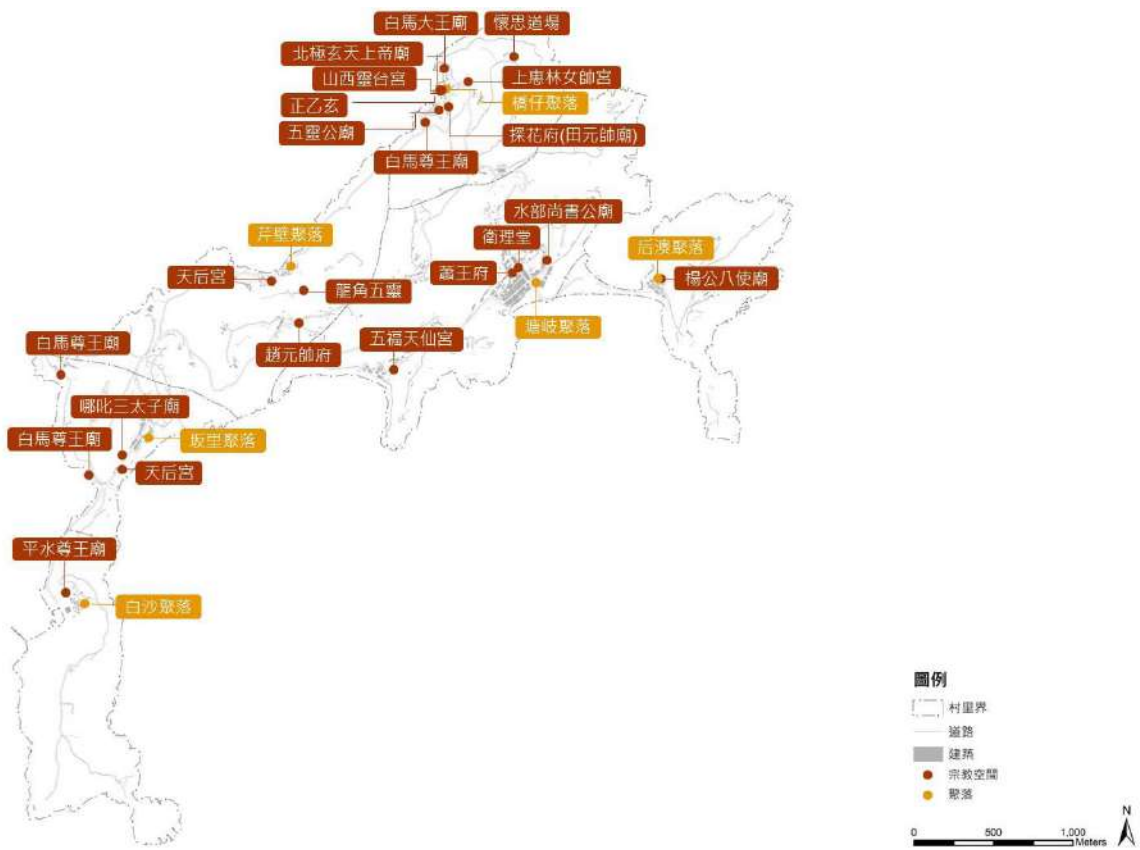 白馬大王廟
懷思道場
北極玄天上帝廟
山西靈台宮
上惠林女帥宮
正乙玄
橋仔聚落
五靈公廟
探花府(田元帥廟)
白馬尊王廟
水部尚書公廟
芹壁聚落
衛理堂
后澳聚落
天后宮
蕭王府
楊公八使廟
龍角五靈
塘岐聚落
白馬尊王廟
趙元帥府
五福天仙宮
哪叱三太子廟
白馬尊王廟
坂里聚落
天后宮
平水尊王廟
白沙聚落
圖例
村里界
道路
建築
宗教空間
聚落
N
0 500 1,000
Meters